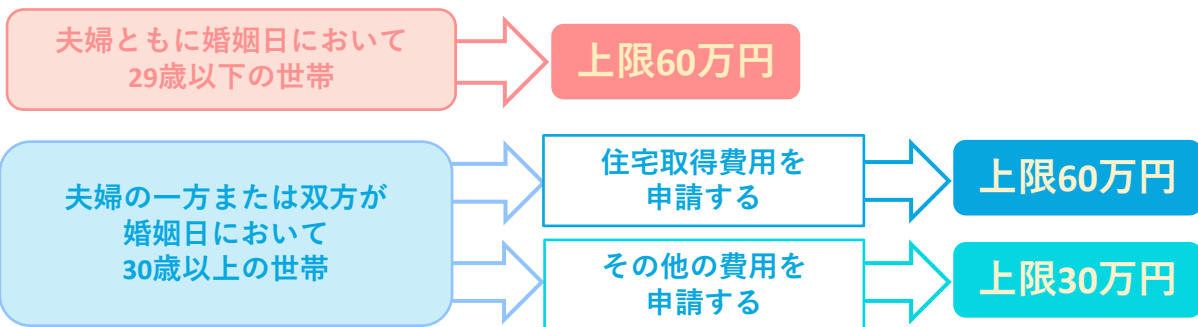 夫婦ともに婚姻日において
29歳以下の世帯
上限60万円
夫婦の一方または双方が
婚姻日において
30歳以上の世帯
住宅取得費用を
申請する
上限60万円
その他の費用を
申請する
上限30万円